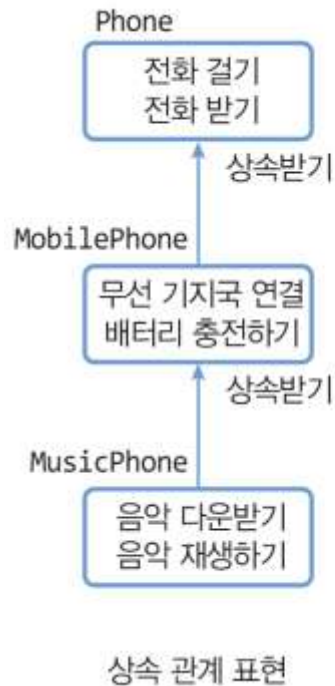 Phone
전화 걸기
전화 받기
상속받기
MobilePhone
무선 기지국 연결
배터리 충전하기
상속받기
MusicPhone
음악 다운받기
음악 재생하기
상속 관계 표현